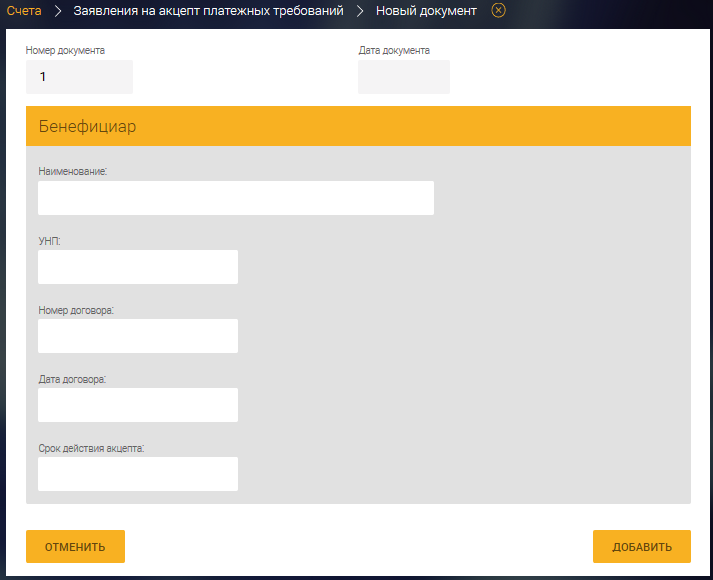 Счета Заявления на акцепт платежных требований Новый документ
Номер документа Дата документа
1
Бенефициар
Наименование:
УНП:
Номер договора:
Дата договора:
Срок действия акцепта:
ОТМЕНИТЬ ДОБАВИТЬ